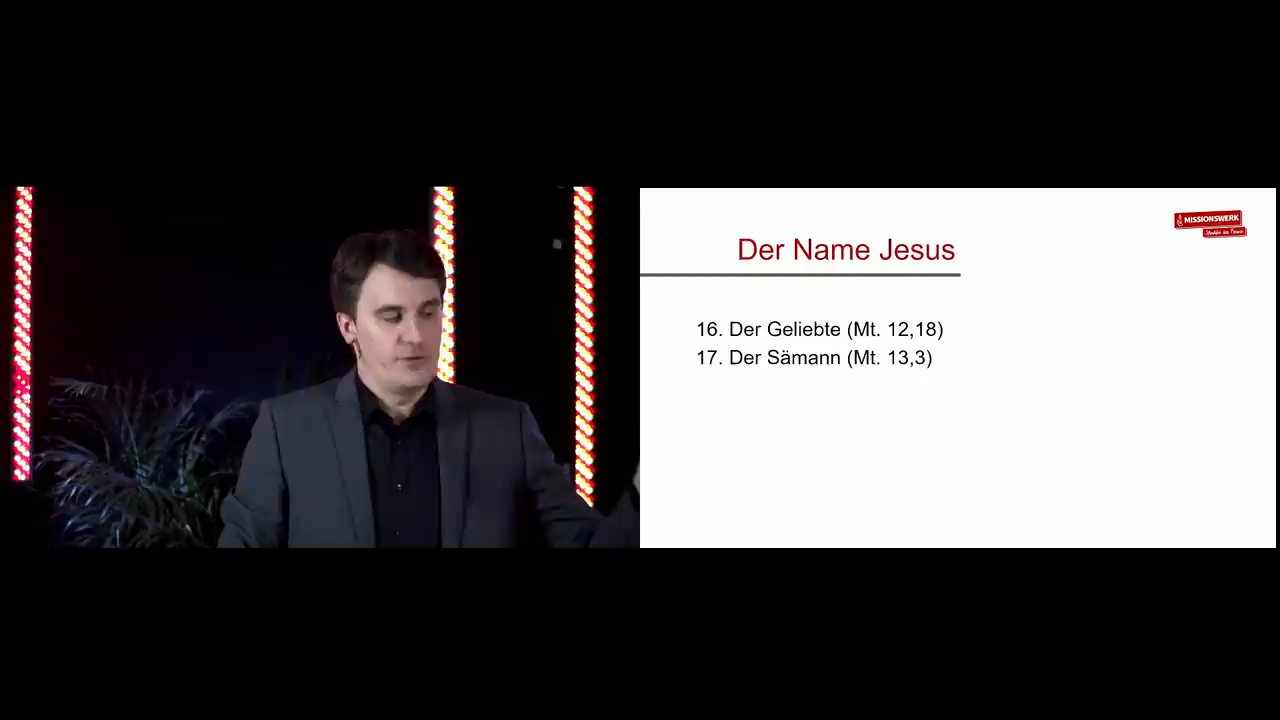 MISSIONSWERK
Der Name Jesus
16. Der Geliebte (Mt. 12,18)
17. Der Sämann (Mt. 13,3)